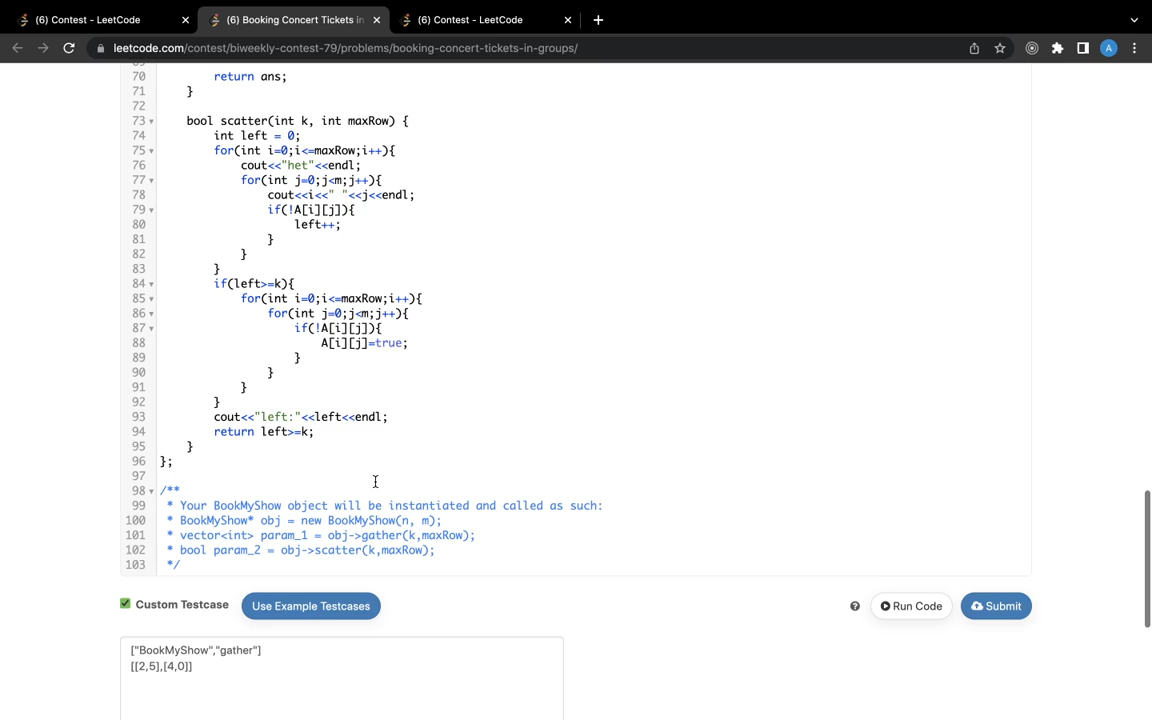 (6) Contest - LeetCode
(6) Booking Concert Tickets in
(6) Contest - LeetCode
leetcode.com/contest/biweekly-contest-79/problems/booking-concert-tickets-in-groups/
A
69
70 return ans;
71 }
72
73 bool scatter(int k, int maxRow) {
74 int left = 0;
75 for(int i=0;i<=maxRow;i++){
76 cout<<"het"<<endl;
77 for(int j=0;j<m;j++){
78 cout<<i<<" "<<j<<endl;
79 if(!A[i][j]){
80 left++;
81 }
82 }
83 }
84 if(left>=k){
85 for(int i=0;i<=maxRow;i++){
86 for(int j=0;j<m;j++){
87 if(!A[i][j]){
88 A[i][j]=true;
89 }
90 }
91 }
92 }
93 cout<<"left:"<<left<<endl;
94 return left>=k;
95 }
96 };
97
98 /**
99 * Your BookMyShow object will be instantiated and called as such:
100 * BookMyShow* obj = new BookMyShow(n, m);
101 * vector<int> param_1 = obj->gather(k,maxRow);
102 * bool param_2 = obj->scatter(k,maxRow);
103 */
Custom Testcase
Use Example Testcases
Run Code
Submit
["BookMyShow","gather"]
[[2,5],[4,0]]